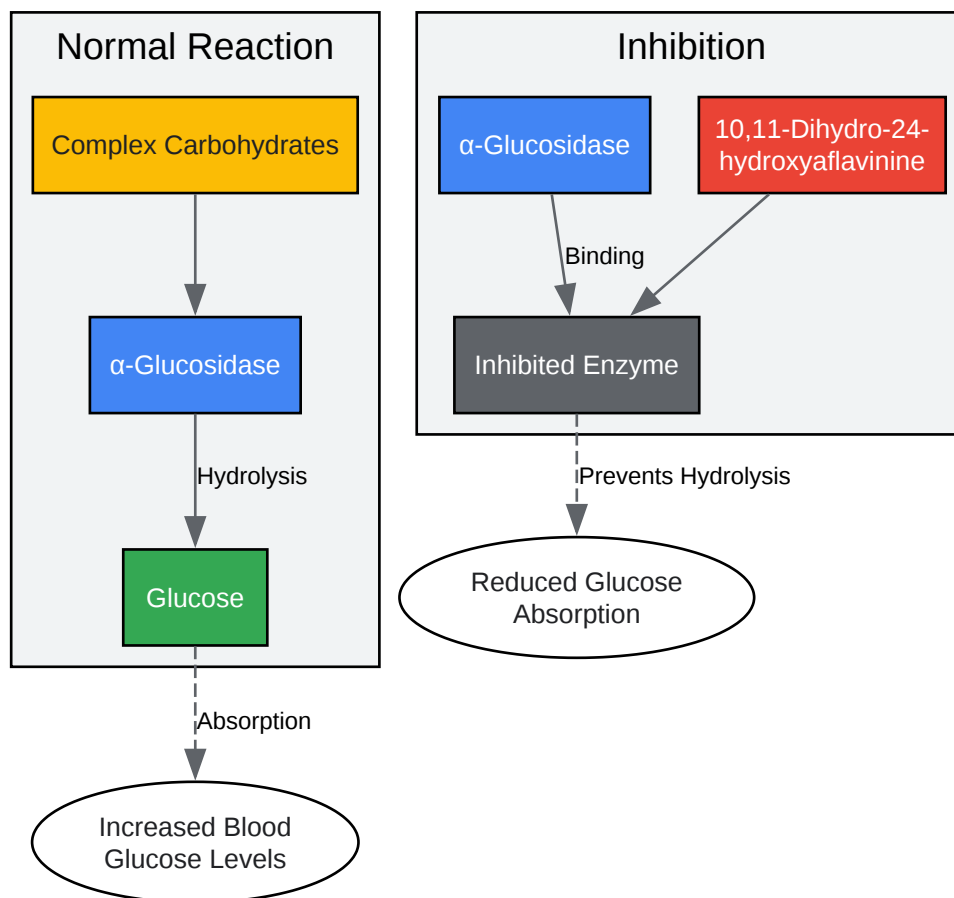 Normal Reaction
Complex Carbohydrates
α-Glucosidase
Hydrolysis
Glucose
Absorption
Increased Blood
Glucose Levels
Inhibition
α-Glucosidase
10,11-Dihydro-24-
hydroxyaflavinine
Binding
Inhibited Enzyme
Prevents Hydrolysis
Reduced Glucose
Absorption